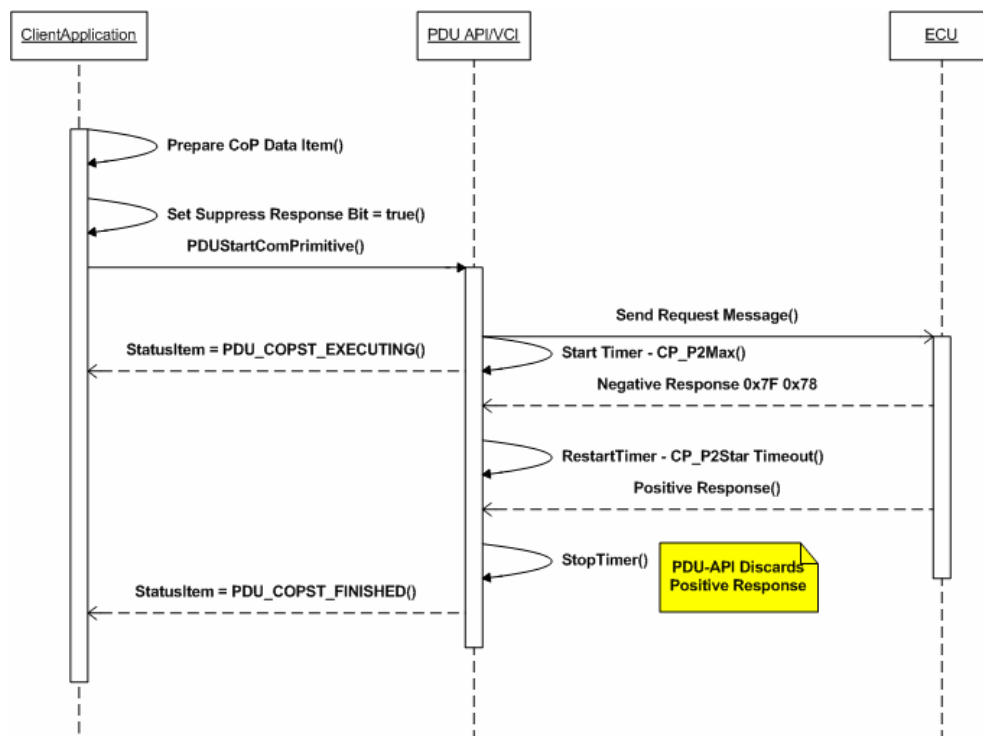 ClientApplication
PDU API/VCI
ECU
Prepare CoP Data Item()
Set Suppress Response Bit = true()
PDUStartComPrimitive()
Send Request Message()
StatusItem = PDU_COPST_EXECUTING()
Start Timer - CP_P2Max()
Negative Response 0x7F 0x78
RestartTimer - CP_P2Star Timeout()
Positive Response()
StopTimer()
PDU-API Discards
Positive Response
StatusItem = PDU_COPST_FINISHED()